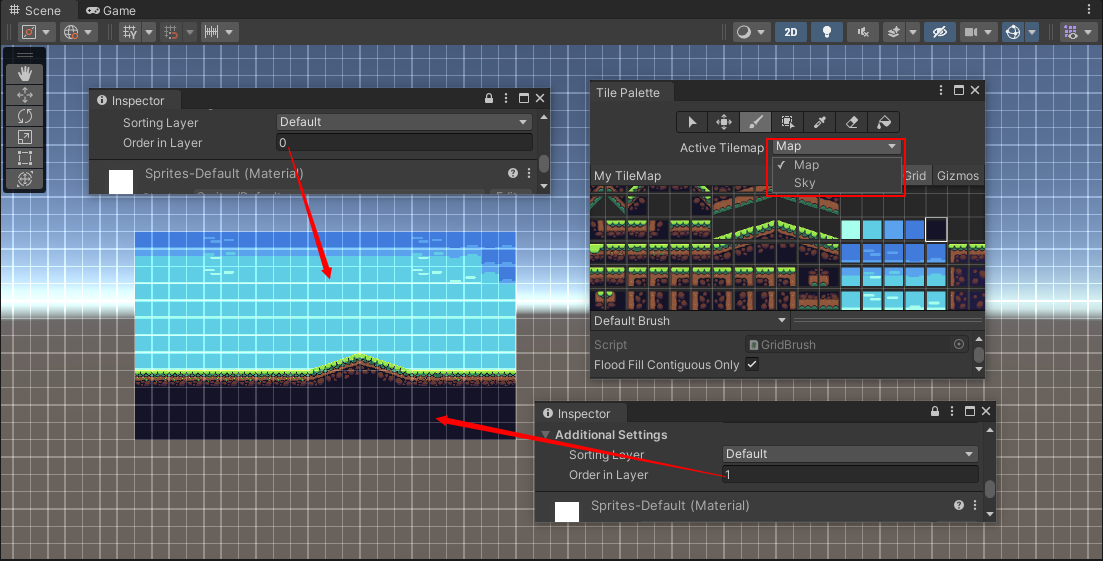 Scene
Game
2D
Inspector
Sorting Layer Default
Order in Layer 0
Sprites-Default (Material)
Tile Palette
Active Tilemap Map
Map
Sky
My TileMap Grid Gizmos
Default Brush
Script GridBrush
Flood Fill Contiguous Only
Inspector
Additional Settings
Sorting Layer Default
Order in Layer 1
Sprites-Default (Material)